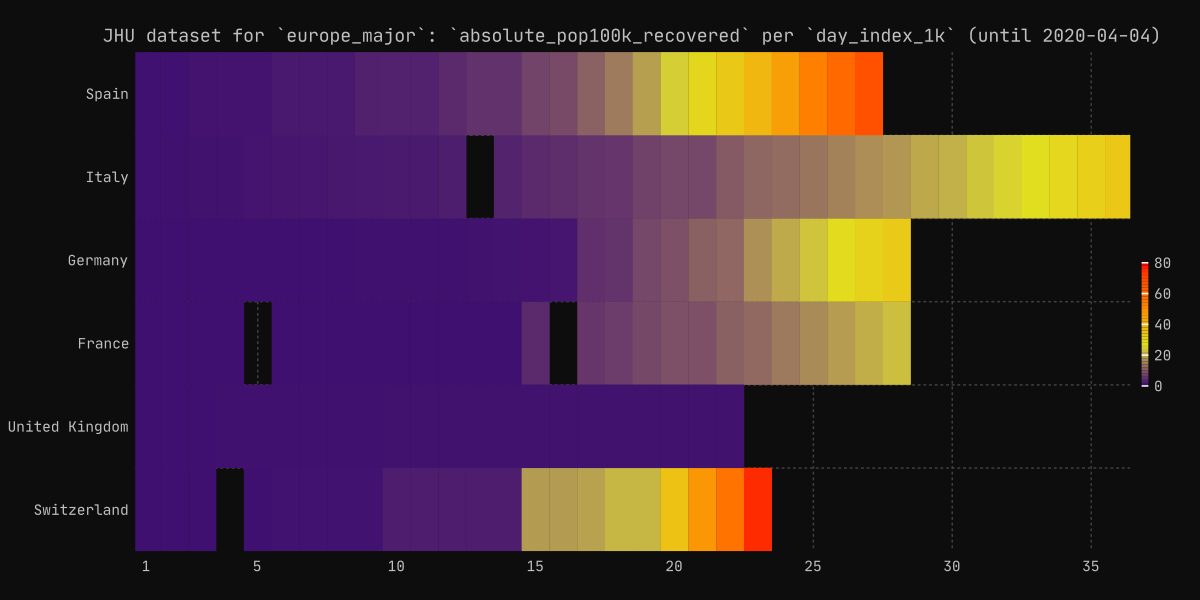 JHU dataset for `europe_major`: `absolute_pop100k_recovered` per `day_index_1k` (until 2020-04-04)
Spain
Italy
Germany
France
United Kingdom
Switzerland
80
60
40
20
0
1 5 10 15 20 25 30 35